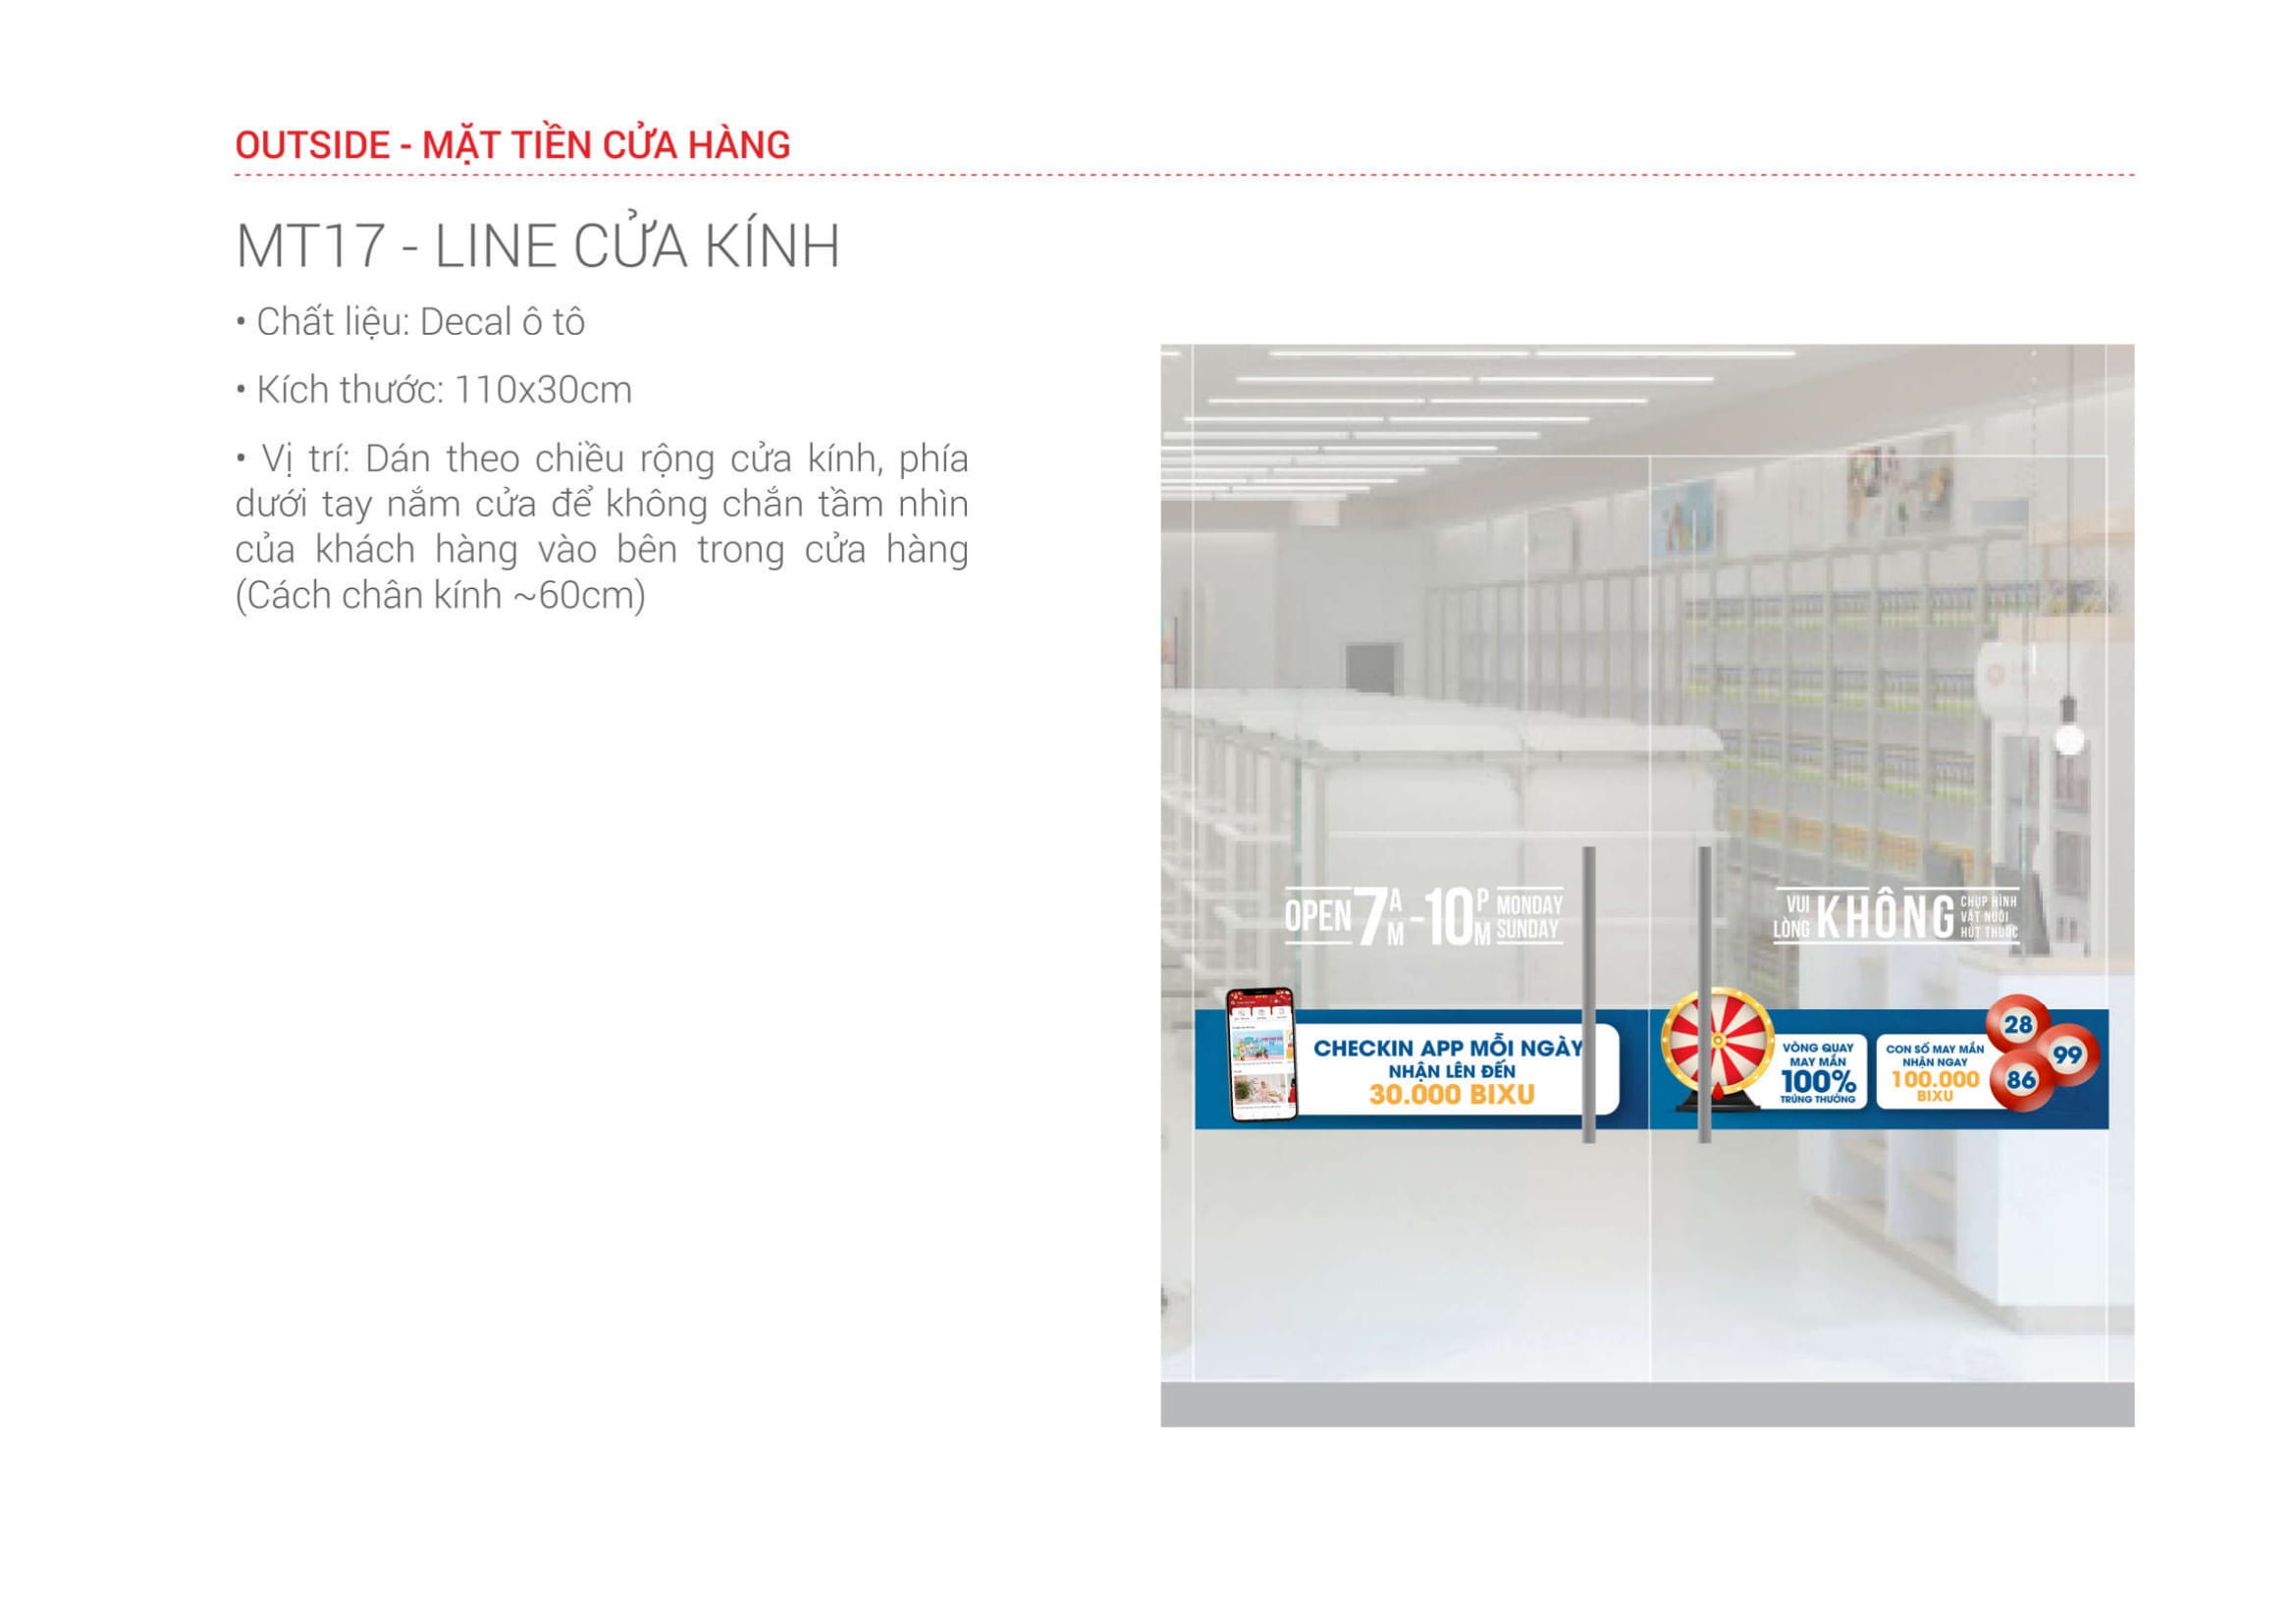 OUTSIDE - MẶT TIỀN CỬA HÀNG
MT17 - LINE CỬA KÍNH
• Chất liệu: Decal ô tô
• Kích thước: 110x30cm
• Vị trí: Dán theo chiều rộng cửa kính, phía
dưới tay nắm cửa để không chắn tầm nhìn
của khách hàng vào bên trong cửa hàng
(Cách chân kính ~60cm)
OPEN 7AM-10PM MONDAY
SUNDAY
VUI
LÒNG
KHÔNG
CHỤP HÌNH
VẬT NUÔI
HÚT THUỐC
CHECKIN APP MỖI NGÀY
NHẬN LÊN ĐẾN
30.000 BIXU
VÒNG QUAY
MAY MẮN
100%
TRÚNG THƯỞNG
CON SỐ MAY MẮN
NHẬN NGAY
100.000
BIXU
28
99
86